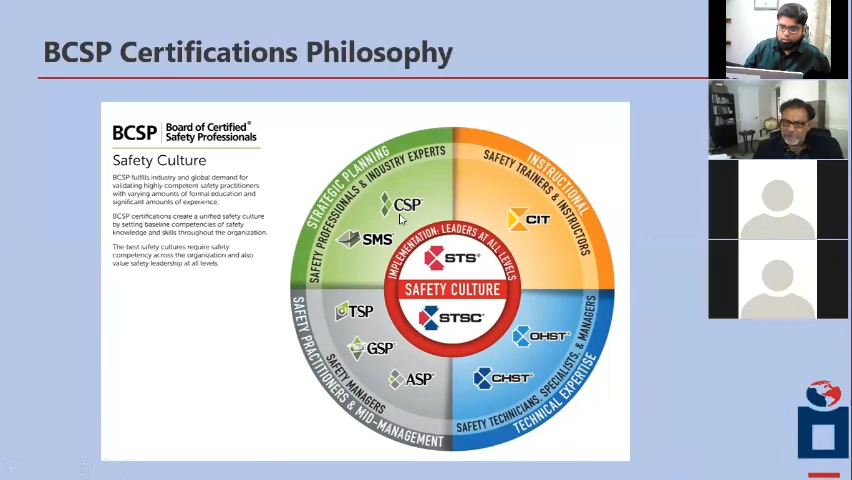 BCSP Certifications Philosophy
BCSP Board of Certified®
Safety Professionals
Safety Culture
BCSP fulfills industry and global demand for
validating highly competent safety practitioners
with varying amounts of formal education and
significant amounts of experience.
BCSP certifications create a unified safety culture
by setting baseline competencies of safety
knowledge and skills throughout the organization.
The best safety cultures require safety
competency across the organization and also
value safety leadership at all levels.
STRATEGIC PLANNING
SAFETY PROFESSIONALS & INDUSTRY EXPERTS
CSP®
SMS®
INSTRUCTIONAL
SAFETY TRAINERS & INSTRUCTORS
CIT®
IMPLEMENTATION: LEADERS AT ALL LEVELS
STS®
SAFETY CULTURE
STSC®
TSP
GSP
ASP®
SAFETY MANAGERS
SAFETY PRACTITIONERS & MID-MANAGEMENT
OHST®
CHST®
SAFETY TECHNICIANS, SPECIALISTS, & MANAGERS
TECHNICAL EXPERTISE